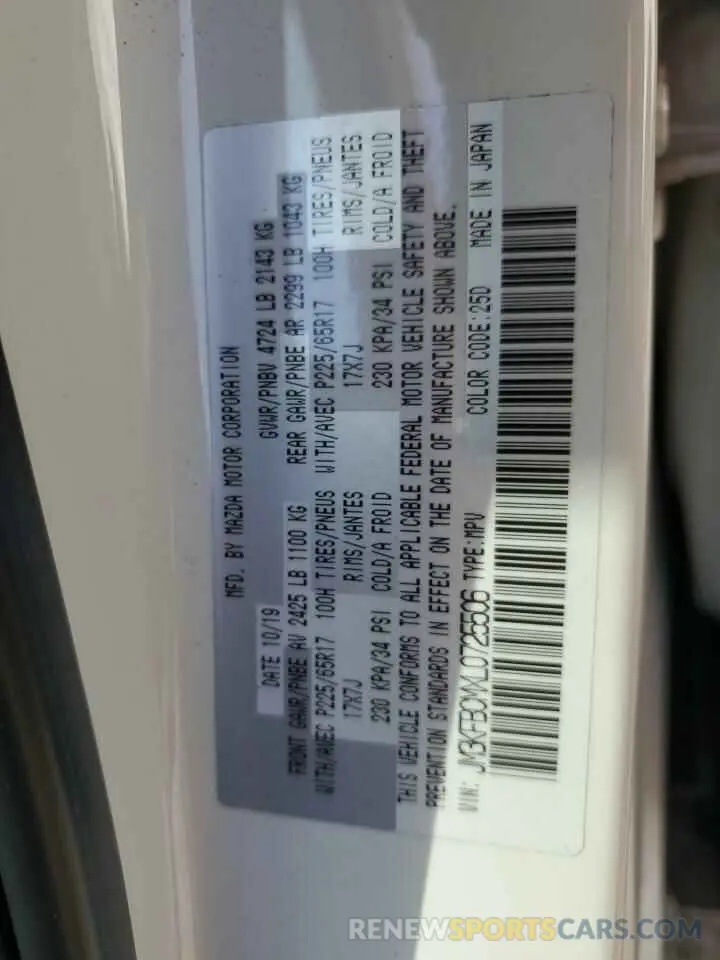 MFD. BY MAZDA MOTOR CORPORATION
DATE 10/19 GVWR/PNBV 4724 LB 2143 KG
FRONT GAWR/PNBE AV 2425 LB 1100 KG REAR GAWR/PNBE AR 2299 LB 1043 KG
WITH/AVEC P225/65R17 100H TIRES/PNEUS WITH/AVEC P225/65R17 100H TIRES/PNEUS
17X7J RIMS/JANTES 17X7J RIMS/JANTES
230 KPA/34 PSI COLD/A FROID 230 KPA/34 PSI COLD/A FROID
THIS VEHICLE CONFORMS TO ALL APPLICABLE FEDERAL MOTOR VEHICLE SAFETY AND THEFT
PREVENTION STANDARDS IN EFFECT ON THE DATE OF MANUFACTURE SHOWN ABOVE.
VIN: JM3KFBCMXL0726506 TYPE:MPV COLOR CODE:25D MADE IN JAPAN
RENEWSPORTSCARS.COM